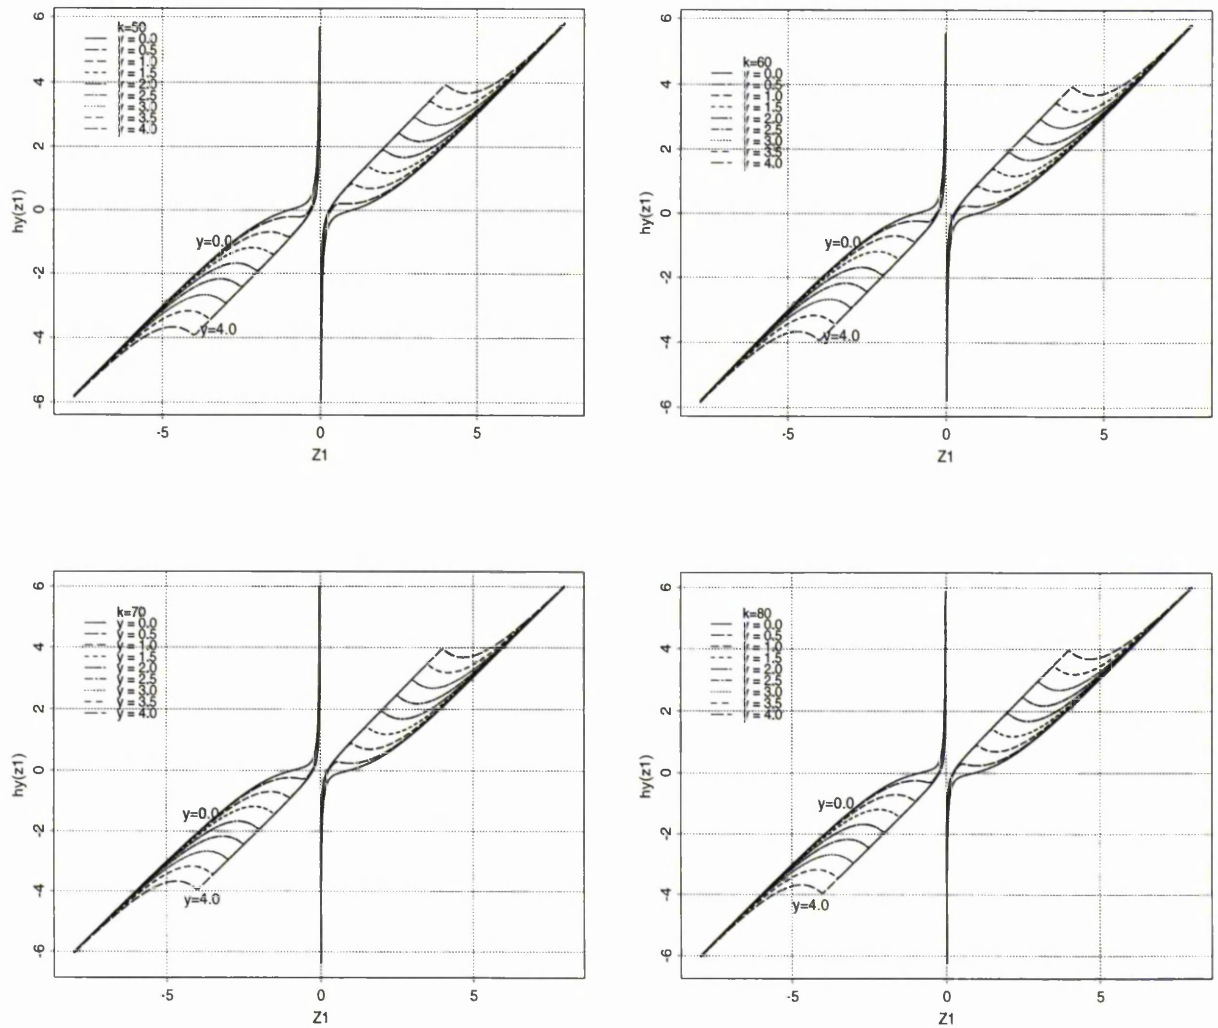 6
4
2
0
-2
-4
-6
hy(z1)
k=50
y = 0.0
y = 0.5
y = 1.0
y = 1.5
y = 2.0
y = 2.5
y = 3.0
y = 3.5
y = 4.0
y=0.0
y=4.0
-5
0
5
Z1
6
4
2
0
-2
-4
-6
hy(z1)
k=60
y = 0.0
y = 0.5
y = 1.0
y = 1.5
y = 2.0
y = 2.5
y = 3.0
y = 3.5
y = 4.0
y=0.0
y=4.0
-5
0
5
Z1
6
4
2
0
-2
-4
-6
hy(z1)
k=70
y = 0.0
y = 0.5
y = 1.0
y = 1.5
y = 2.0
y = 2.5
y = 3.0
y = 3.5
y = 4.0
y=0.0
y=4.0
-5
0
5
Z1
6
4
2
0
-2
-4
-6
hy(z1)
k=80
y = 0.0
y = 0.5
y = 1.0
y = 1.5
y = 2.0
y = 2.5
y = 3.0
y = 3.5
y = 4.0
y=0.0
y=4.0
-5
0
5
Z1